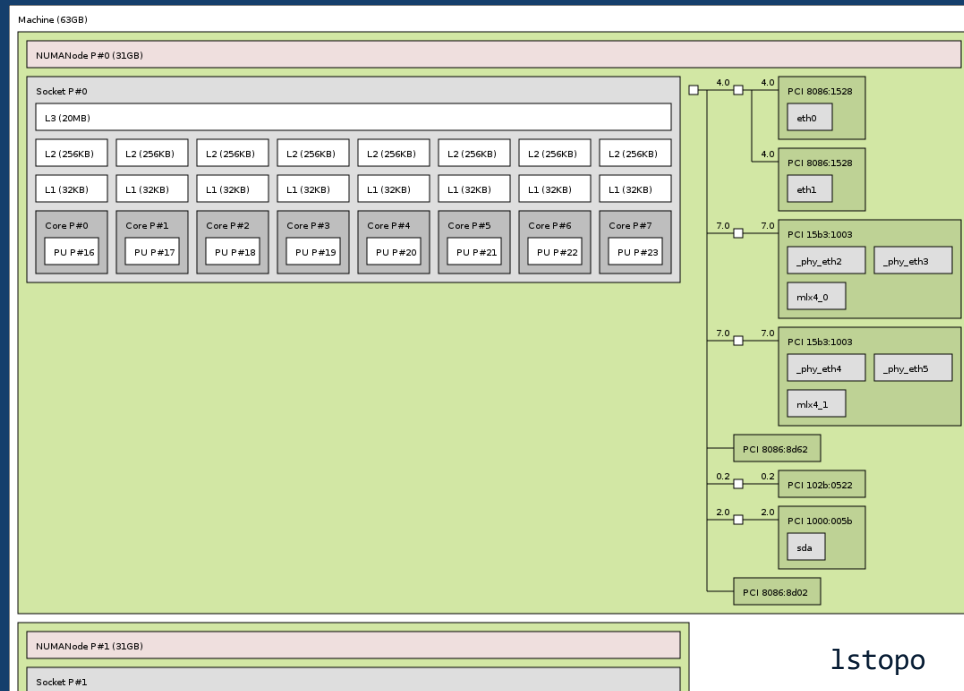 Machine (63GB)
NUMANode P#0 (31GB)
Socket P#0
L3 (20MB)
L2 (256KB) L2 (256KB) L2 (256KB) L2 (256KB) L2 (256KB) L2 (256KB) L2 (256KB) L2 (256KB)
L1 (32KB) L1 (32KB) L1 (32KB) L1 (32KB) L1 (32KB) L1 (32KB) L1 (32KB) L1 (32KB)
Core P#0 Core P#1 Core P#2 Core P#3 Core P#4 Core P#5 Core P#6 Core P#7
PU P#16 PU P#17 PU P#18 PU P#19 PU P#20 PU P#21 PU P#22 PU P#23
4.0 4.0 PCI 8086:1528
eth0
4.0 PCI 8086:1528
eth1
7.0 7.0 PCI 15b3:1003
_phy_eth2 _phy_eth3
mlx4_0
7.0 7.0 PCI 15b3:1003
_phy_eth4 _phy_eth5
mlx4_1
PCI 8086:8d62
0.2 0.2 PCI 102b:0522
2.0 2.0 PCI 1000:005b
sda
PCI 8086:8d02
NUMANode P#1 (31GB)
Socket P#1
lstopo